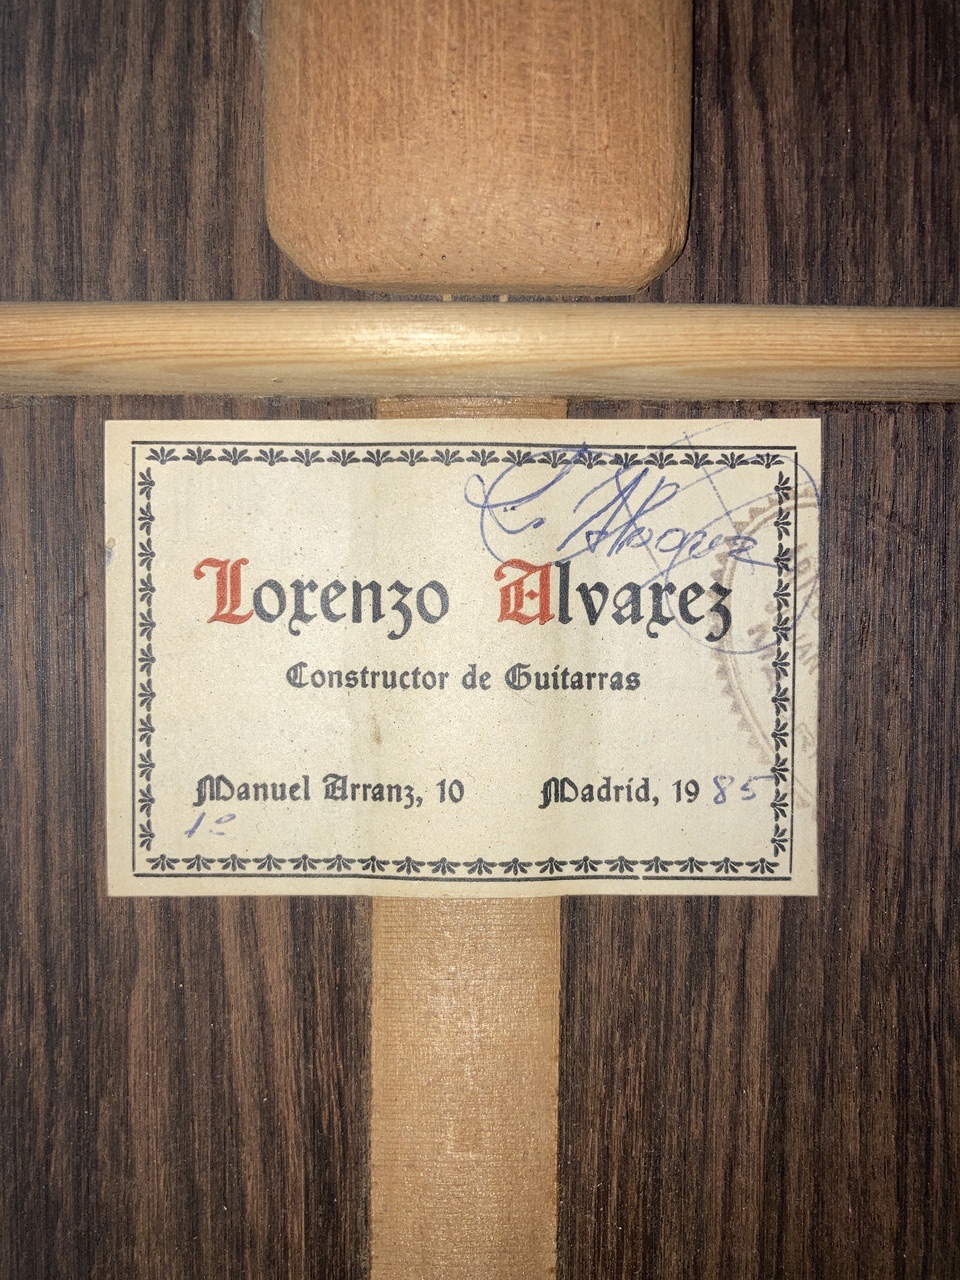 Lorenzo Alvarez
Constructor de Guitarras
Manuel Arranz, 10 Madrid, 1985
1º